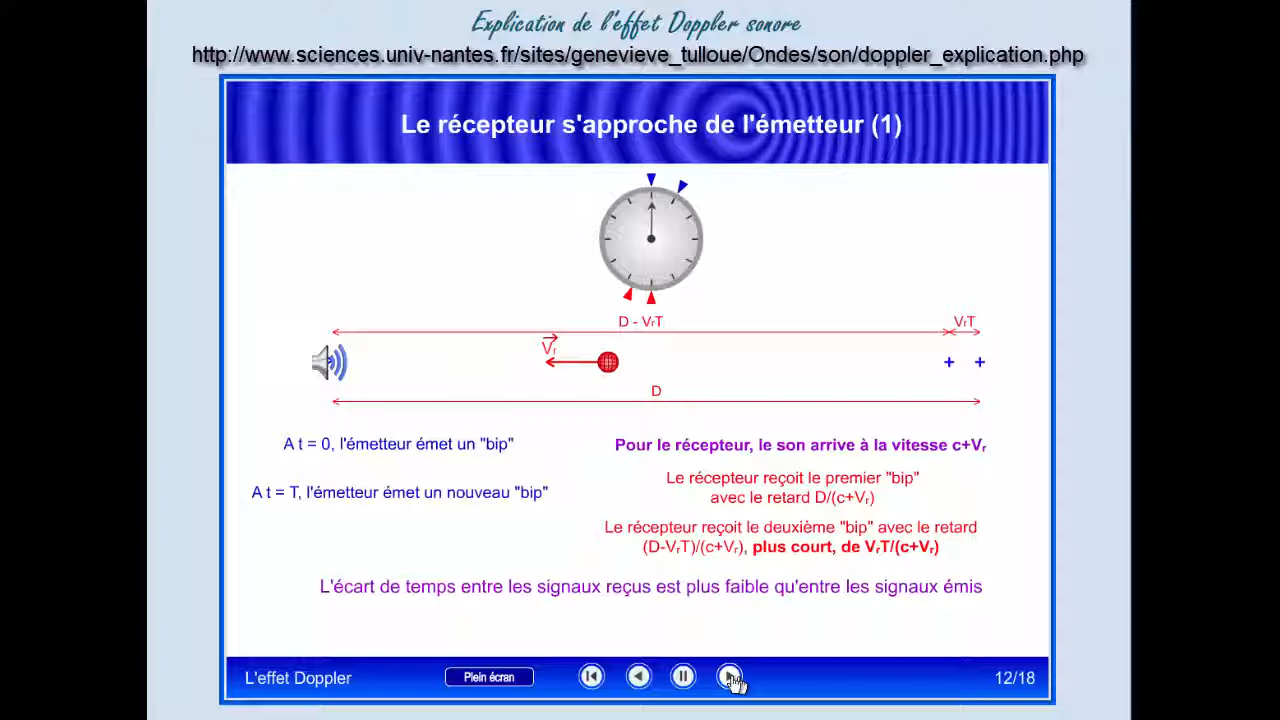 Explication de l'effet Doppler sonore
http://www.sciences.univ-nantes.fr/sites/genevieve_tulloue/Ondes/son/doppler_explication.php
Le récepteur s'approche de l'émetteur (1)
D - VᵣT
VᵣT
Vᵣ
D
A t = 0, l'émetteur émet un "bip"
Pour le récepteur, le son arrive à la vitesse c+Vᵣ
Le récepteur reçoit le premier "bip"
avec le retard D/(c+Vᵣ)
A t = T, l'émetteur émet un nouveau "bip"
Le récepteur reçoit le deuxième "bip" avec le retard
(D-VᵣT)/(c+Vᵣ), plus court, de VᵣT/(c+Vᵣ)
L'écart de temps entre les signaux reçus est plus faible qu'entre les signaux émis
L'effet Doppler
Plein écran
12/18